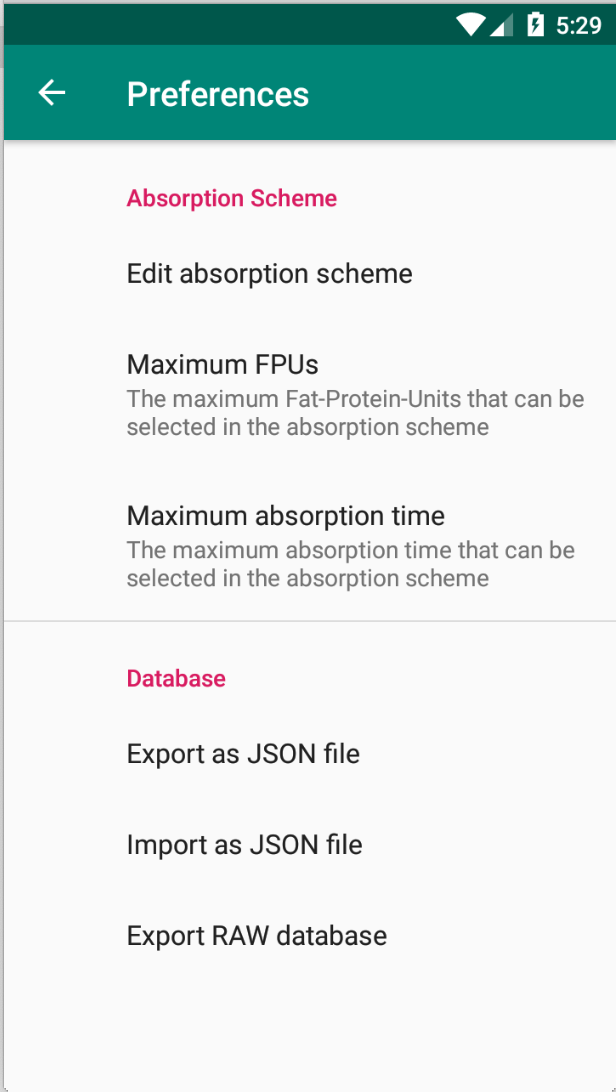 5:29
Preferences
Absorption Scheme
Edit absorption scheme
Maximum FPUs
The maximum Fat-Protein-Units that can be
selected in the absorption scheme
Maximum absorption time
The maximum absorption time that can be
selected in the absorption scheme
Database
Export as JSON file
Import as JSON file
Export RAW database